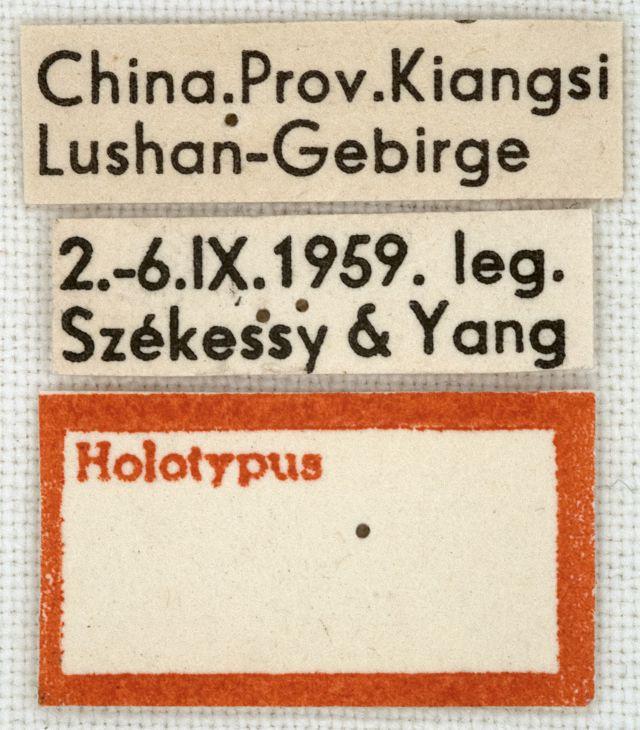 China.Prov.Kiangsi
Lushan-Gebirge
2.-6.IX.1959. leg.
Székessy & Yang
Holotypus